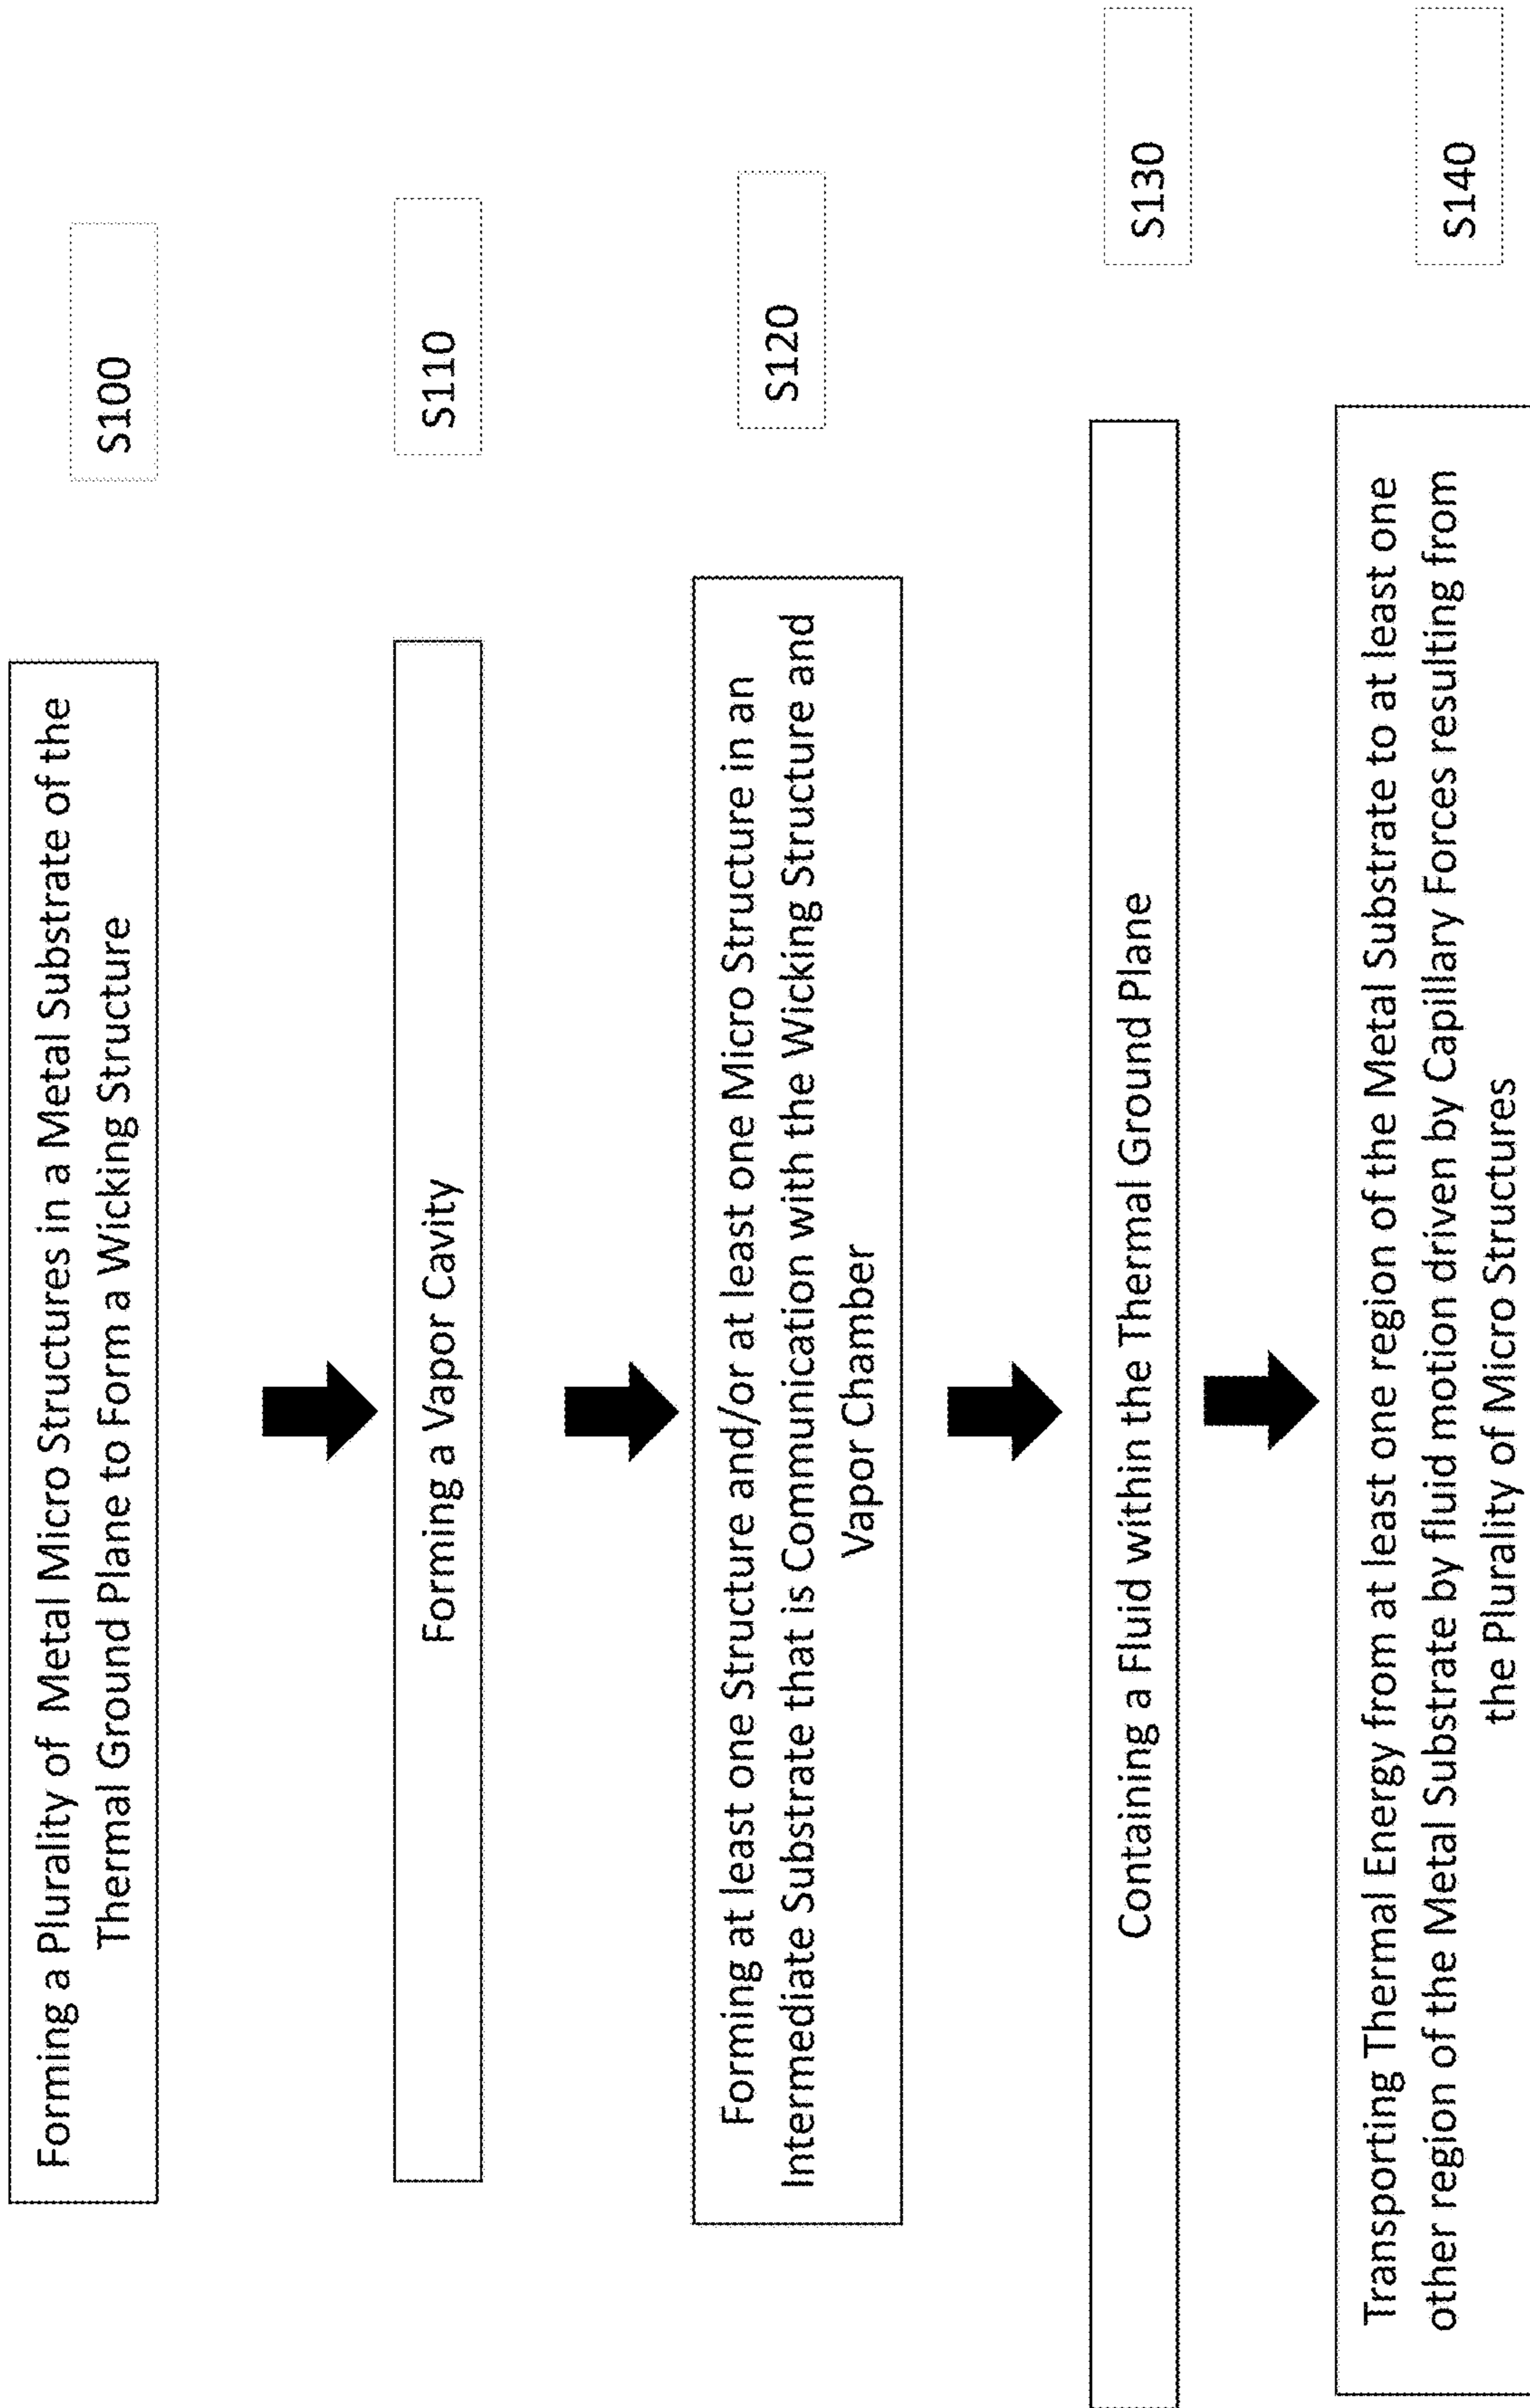 Forming a Plurality of Metal Micro Structures in a Metal Substrate of the
Thermal Ground Plane to Form a Wicking Structure
S100
Forming a Vapor Cavity
S110
Forming at least one Structure and/or at least one Micro Structure in an
Intermediate Substrate that is Communication with the Wicking Structure and
Vapor Chamber
S120
Containing a Fluid within the Thermal Ground Plane
S130
Transporting Thermal Energy from at least one region of the Metal Substrate to at least one
other region of the Metal Substrate by fluid motion driven by Capillary Forces resulting from
the Plurality of Micro Structures
S140